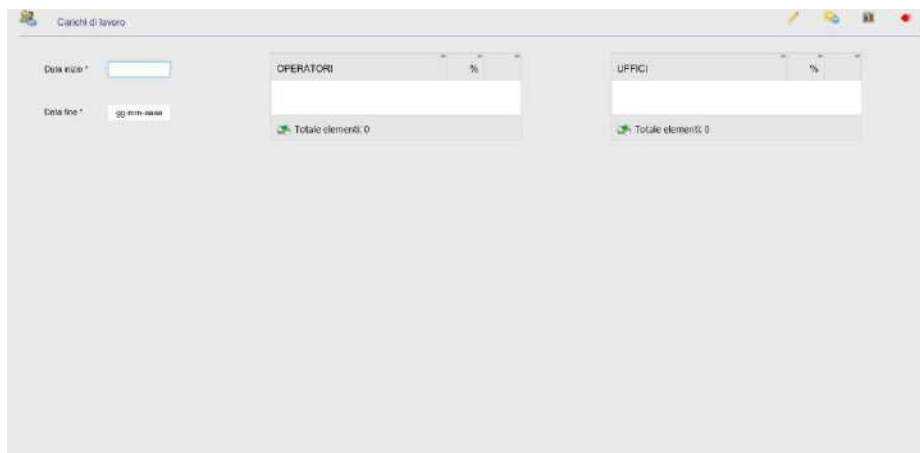 Carichi di lavoro
Data inizio *
OPERATORI %
UFFICI %
Data fine * gg-mm-aaaa
Totale elementi: 0
Totale elementi: 0